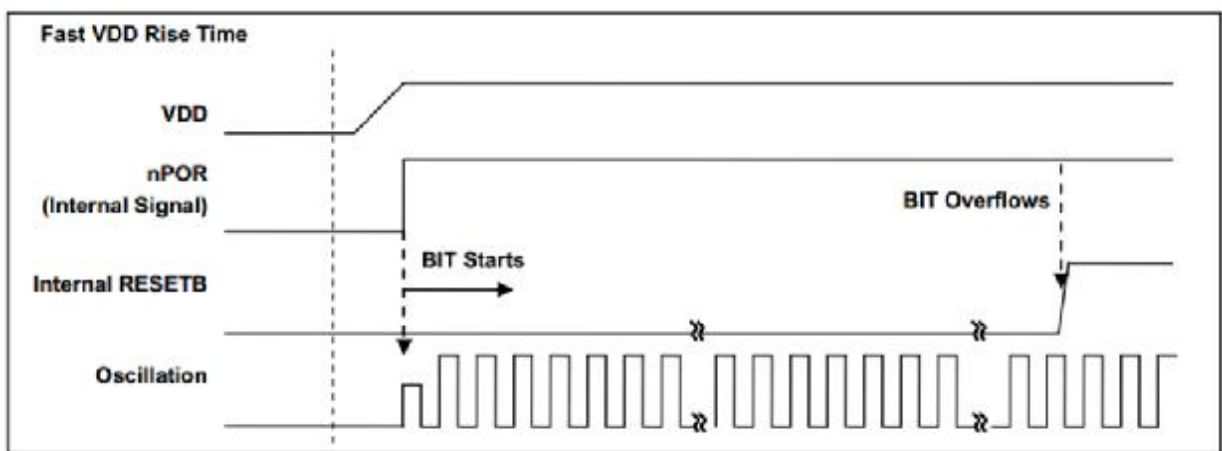 Fast VDD Rise Time
VDD
nPOR
(Internal Signal)
BIT Overflows
BIT Starts
Internal RESETB
Oscillation